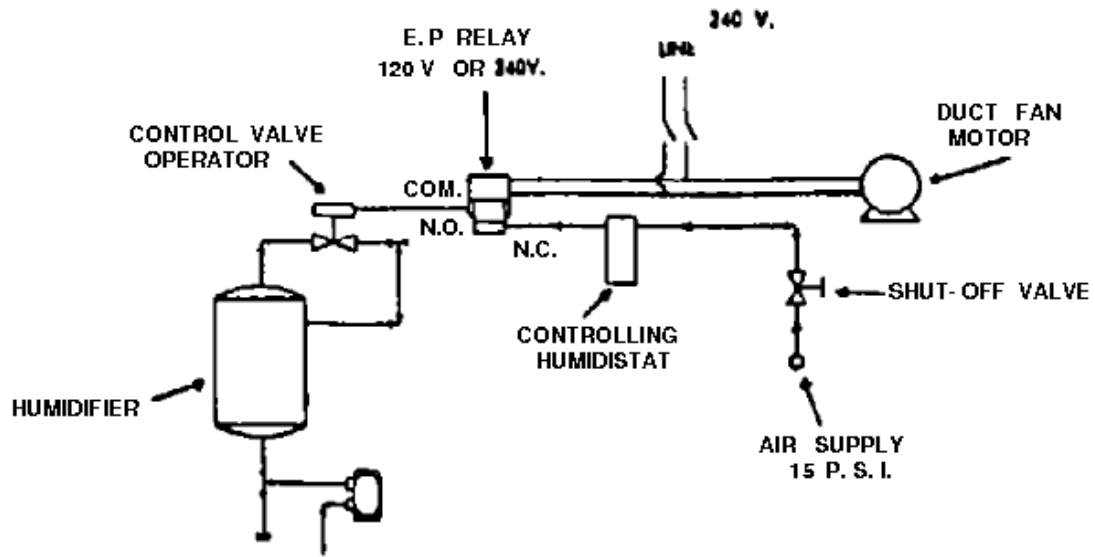 240 V.
LINE
E.P RELAY
120 V OR 240V.
DUCT FAN
MOTOR
CONTROL VALVE
OPERATOR
COM.
N.O.
N.C.
SHUT-OFF VALVE
CONTROLLING
HUMIDISTAT
HUMIDIFIER
AIR SUPPLY
15 P.S.I.